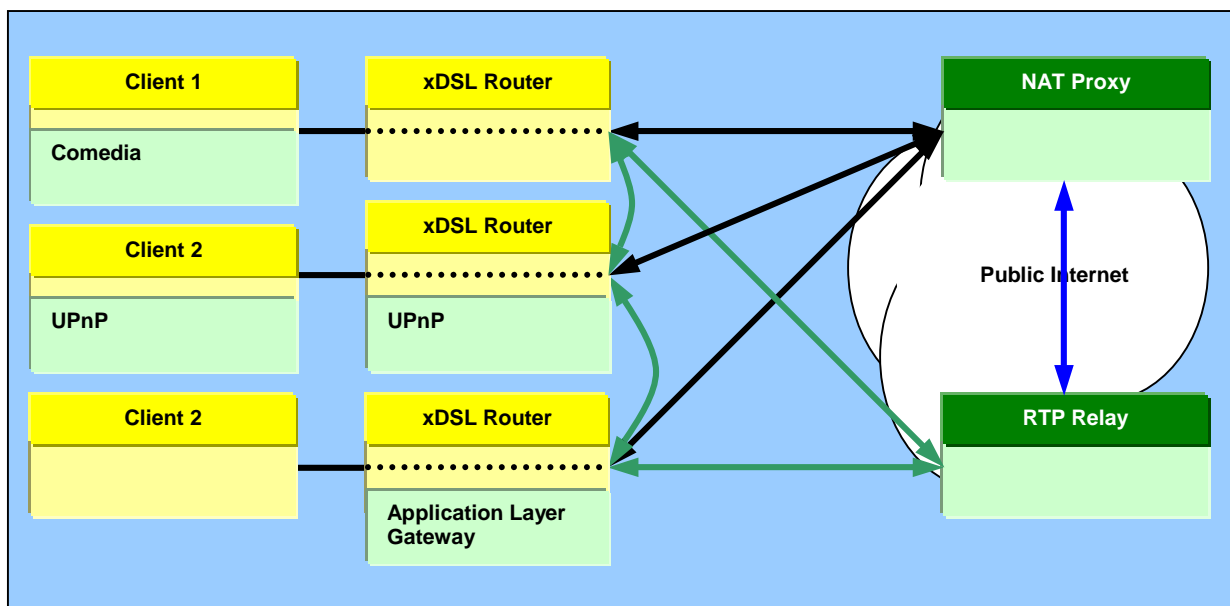 Client 1
xDSL Router
NAT Proxy
Comedia
Client 2
xDSL Router
Public Internet
UPnP
UPnP
Client 2
xDSL Router
RTP Relay
Application Layer
Gateway